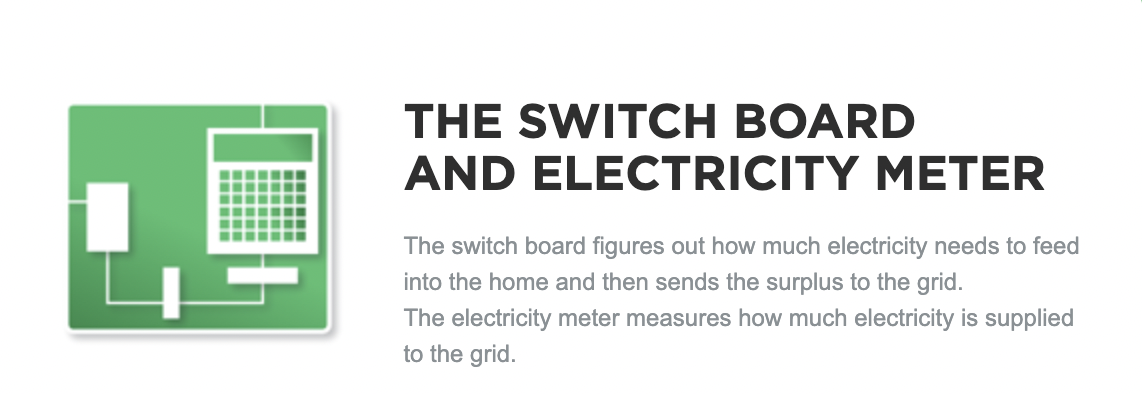 THE SWITCH BOARD
AND ELECTRICITY METER
The switch board figures out how much electricity needs to feed
into the home and then sends the surplus to the grid.
The electricity meter measures how much electricity is supplied
to the grid.